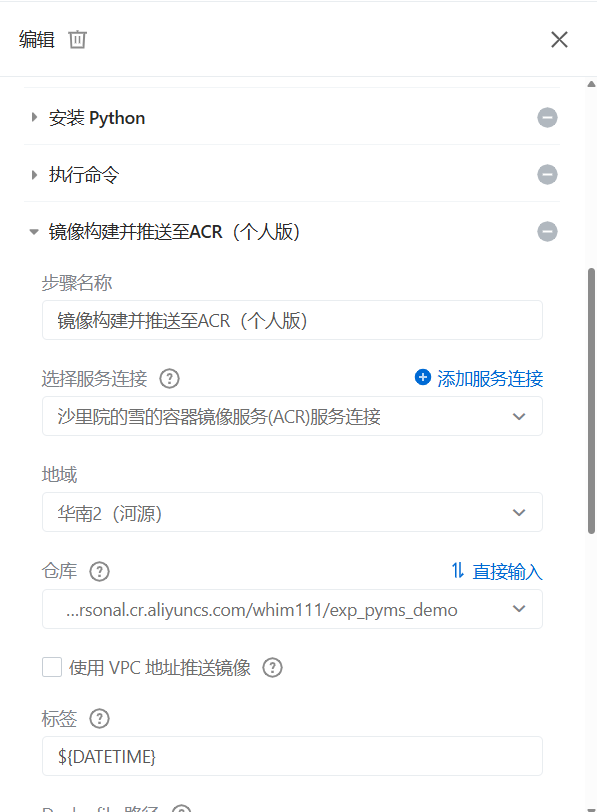 编辑
安装 Python
执行命令
镜像构建并推送至ACR（个人版）
步骤名称
镜像构建并推送至ACR（个人版）
选择服务连接 ? 添加服务连接
沙里院的雪的容器镜像服务(ACR)服务连接
地域
华南2（河源）
仓库 ? 直接输入
...rsonal.cr.aliyuncs.com/whim111/exp_pyms_demo
使用 VPC 地址推送镜像 ?
标签 ?
${DATETIME}